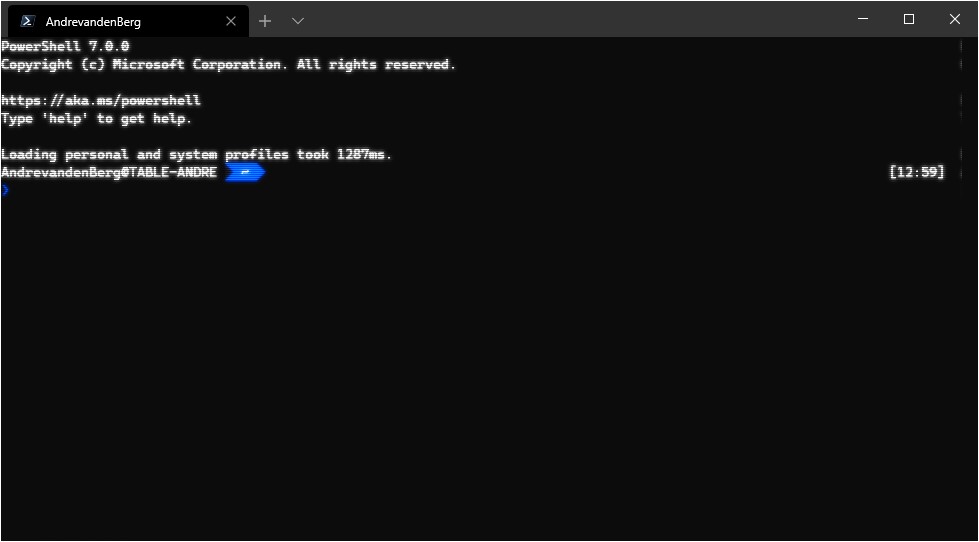 AndrevandenBerg
PowerShell 7.0.0
Copyright (c) Microsoft Corporation. All rights reserved.
https://aka.ms/powershell
Type 'help' to get help.
Loading personal and system profiles took 1287ms.
AndrevandenBerg@TABLE-ANDRE ~ [12:59]
❯